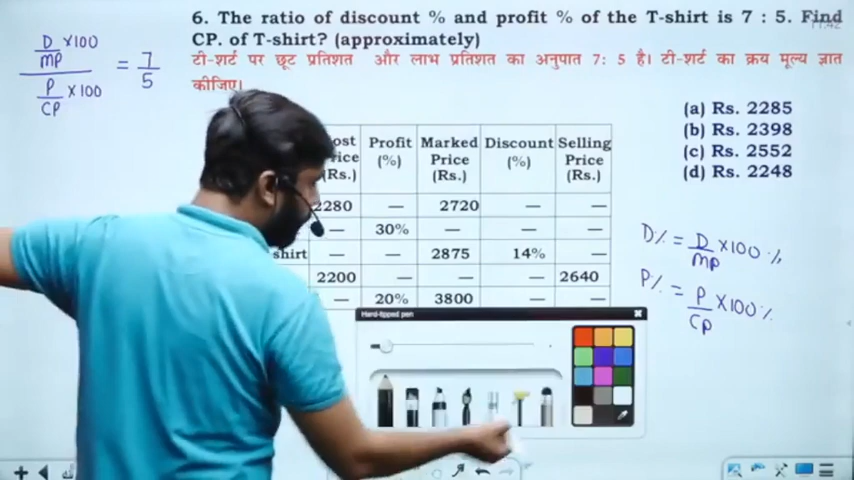 6. The ratio of discount % and profit % of the T-shirt is 7 : 5. Find
CP. of T-shirt? (approximately)
टी-शर्ट पर छूट प्रतिशत और लाभ प्रतिशत का अनुपात 7: 5 है। टी-शर्ट का क्रय मूल्य ज्ञात
कीजिए।
D/MP ×100
P/CP ×100
= 7/5
(a) Rs. 2285
(b) Rs. 2398
(c) Rs. 2552
(d) Rs. 2248
Profit (%) Marked Price (Rs.) Discount (%) Selling Price (Rs.)
2280 — 2720 — —
— 30% — — —
shirt — — 2875 14% —
2200 — — — 2640
— 20% 3800 — —
D% = D/MP ×100%
P% = P/CP ×100%
Hard-tipped pen